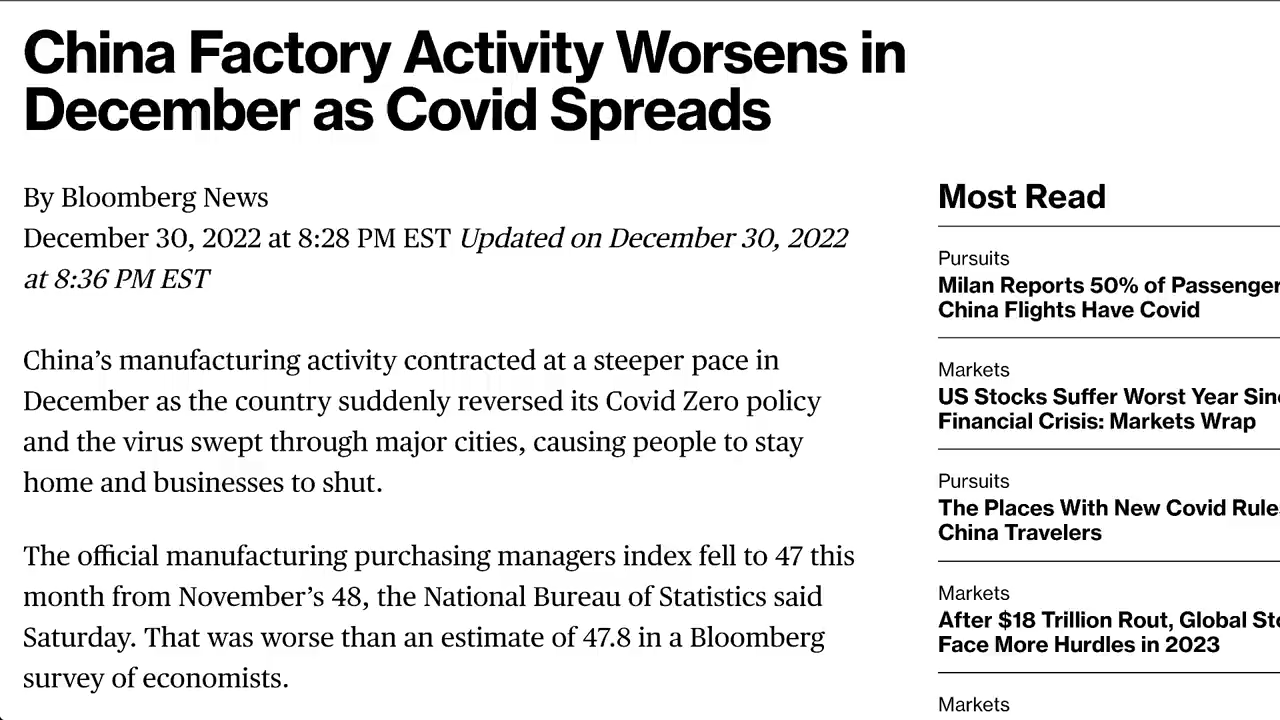 China Factory Activity Worsens in
December as Covid Spreads
By Bloomberg News
December 30, 2022 at 8:28 PM EST Updated on December 30, 2022
at 8:36 PM EST
China’s manufacturing activity contracted at a steeper pace in
December as the country suddenly reversed its Covid Zero policy
and the virus swept through major cities, causing people to stay
home and businesses to shut.
The official manufacturing purchasing managers index fell to 47 this
month from November’s 48, the National Bureau of Statistics said
Saturday. That was worse than an estimate of 47.8 in a Bloomberg
survey of economists.
Most Read
Pursuits
Milan Reports 50% of Passenger
China Flights Have Covid
Markets
US Stocks Suffer Worst Year
Financial Crisis: Markets Wrap
Pursuits
The Places With New Covid
China Travelers
Markets
After $18 Trillion Rout, Global
Face More Hurdles in 2023
Markets